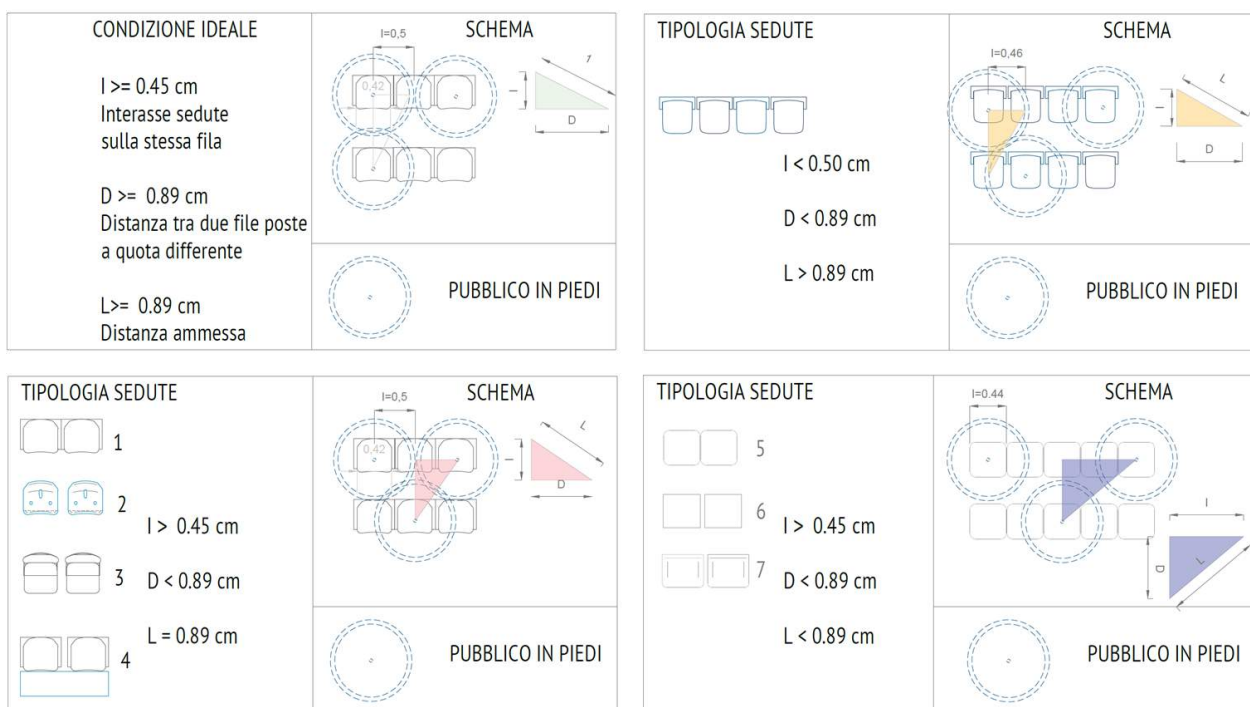 CONDIZIONE IDEALE
I >= 0.45 cm
Interasse sedute
sulla stessa fila
D >= 0.89 cm
Distanza tra due file poste
a quota differente
L>= 0.89 cm
Distanza ammessa
SCHEMA
I=0,5
0,42
1
I
D
PUBBLICO IN PIEDI
TIPOLOGIA SEDUTE
I < 0.50 cm
D < 0.89 cm
L > 0.89 cm
SCHEMA
I=0,46
L
I
D
PUBBLICO IN PIEDI
TIPOLOGIA SEDUTE
1
2
3
4
I > 0.45 cm
D < 0.89 cm
L = 0.89 cm
SCHEMA
I=0,5
0,42
L
I
D
PUBBLICO IN PIEDI
TIPOLOGIA SEDUTE
5
6
7
I > 0.45 cm
D < 0.89 cm
L < 0.89 cm
SCHEMA
I=0.44
I
D
L
PUBBLICO IN PIEDI